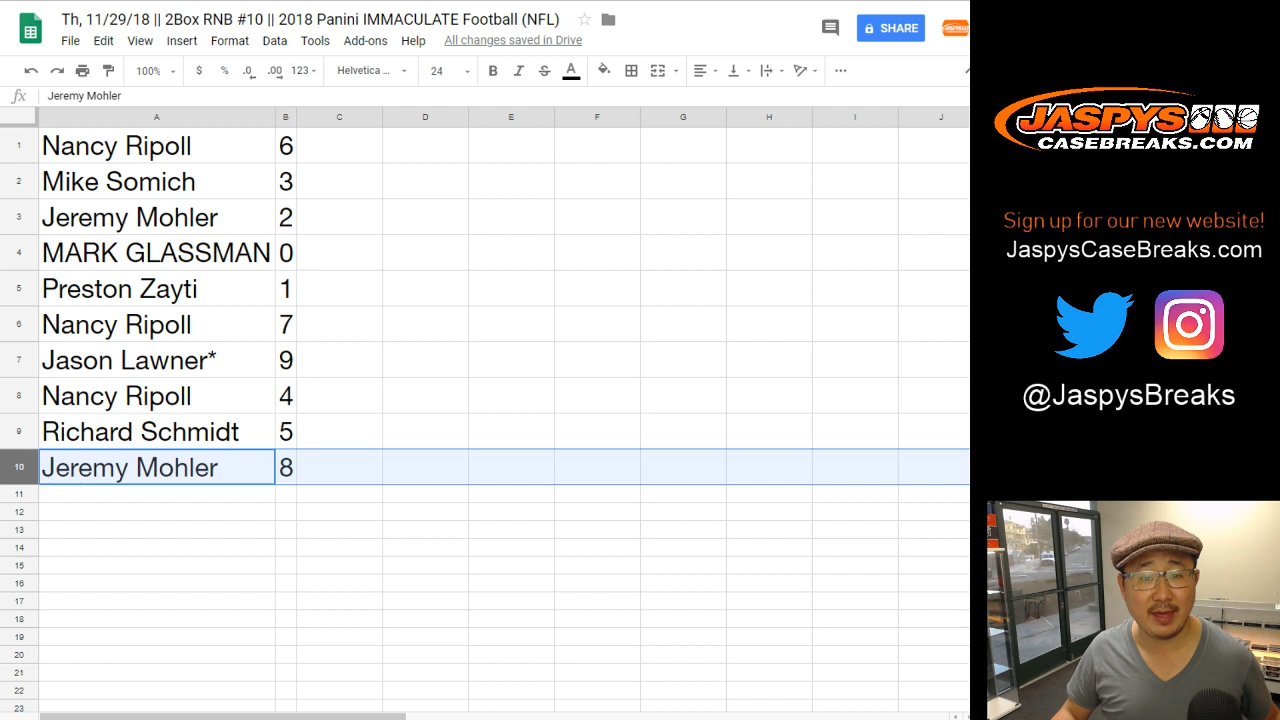 Th, 11/29/18 || 2Box RNB #10 || 2018 Panini IMMACULATE Football (NFL)
File Edit View Insert Format Data Tools Add-ons Help All changes saved in Drive
SHARE
100% $ % .0 .00 123 Helvetica ... 24 B I S A
fx Jeremy Mohler
A B C D E F G H I J
1 Nancy Ripoll 6
2 Mike Somich 3
3 Jeremy Mohler 2
4 MARK GLASSMAN 0
5 Preston Zayti 1
6 Nancy Ripoll 7
7 Jason Lawner* 9
8 Nancy Ripoll 4
9 Richard Schmidt 5
10 Jeremy Mohler 8
11
12
13
14
15
16
17
18
19
20
21
22
23
JASPYS
CASEBREAKS.COM
Sign up for our new website!
JaspysCaseBreaks.com
@JaspysBreaks